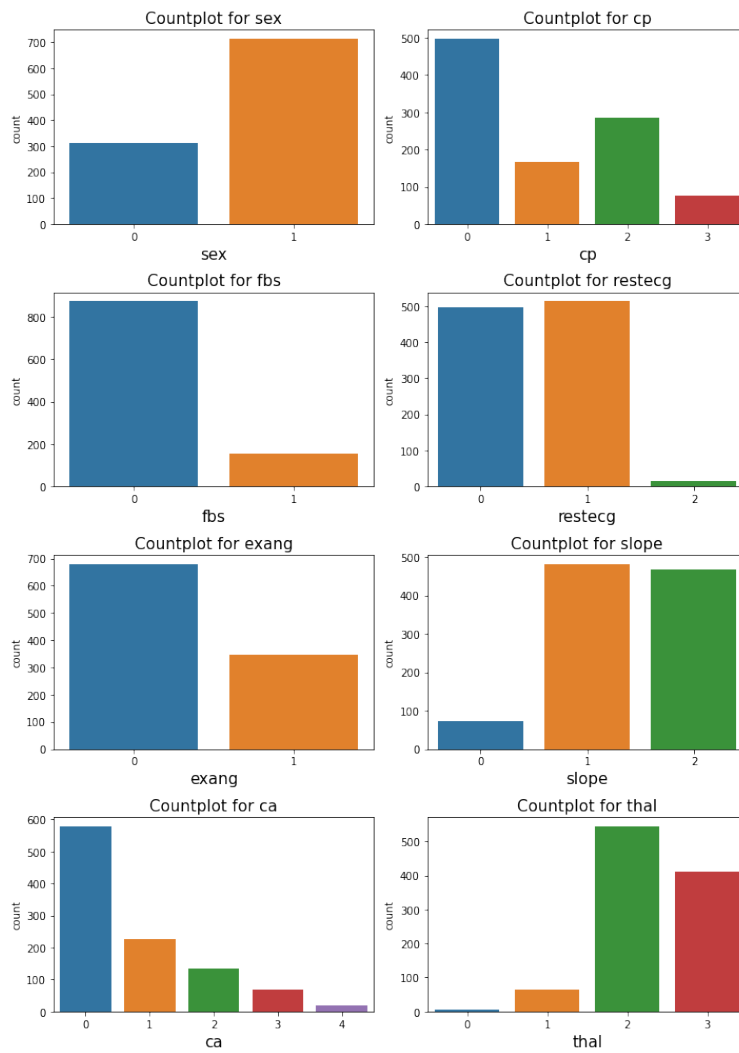 Countplot for sex
700
600
500
400
300
200
100
0
count
0 1
sex
Countplot for cp
500
400
300
200
100
0
count
0 1 2 3
cp
Countplot for fbs
800
600
400
200
0
count
0 1
fbs
Countplot for restecg
500
400
300
200
100
0
count
0 1 2
restecg
Countplot for exang
700
600
500
400
300
200
100
0
count
0 1
exang
Countplot for slope
500
400
300
200
100
0
count
0 1 2
slope
Countplot for ca
600
500
400
300
200
100
0
count
0 1 2 3 4
ca
Countplot for thal
500
400
300
200
100
0
count
0 1 2 3
thal